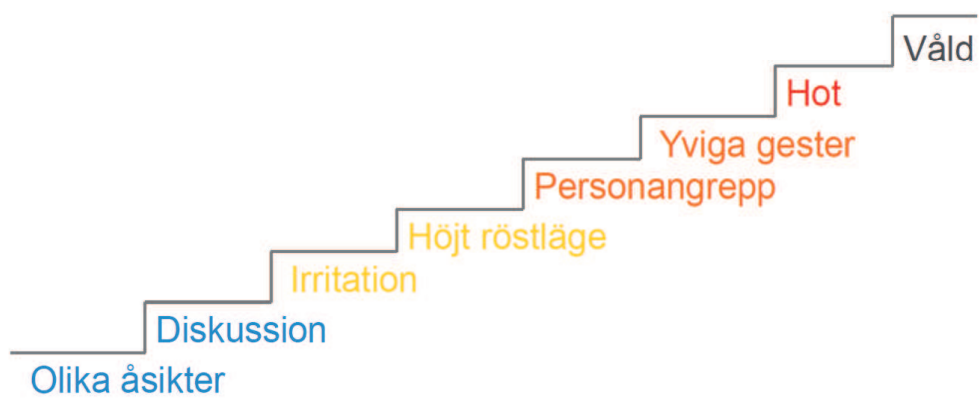 Våld
Hot
Yviga gester
Personangrepp
Höjt röstläge
Irritation
Diskussion
Olika åsikter